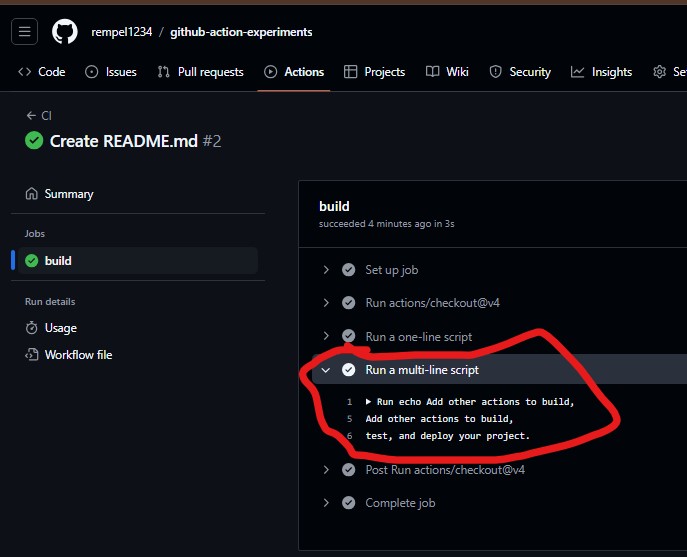 rempel1234 / github-action-experiments
Code Issues Pull requests Actions Projects Wiki Security Insights Se
CI
Create README.md #2
Summary
Jobs
build
Run details
Usage
Workflow file
build
succeeded 4 minutes ago in 3s
Set up job
Run actions/checkout@v4
Run a one-line script
Run a multi-line script
1 Run echo Add other actions to build,
5 Add other actions to build,
6 test, and deploy your project.
Post Run actions/checkout@v4
Complete job